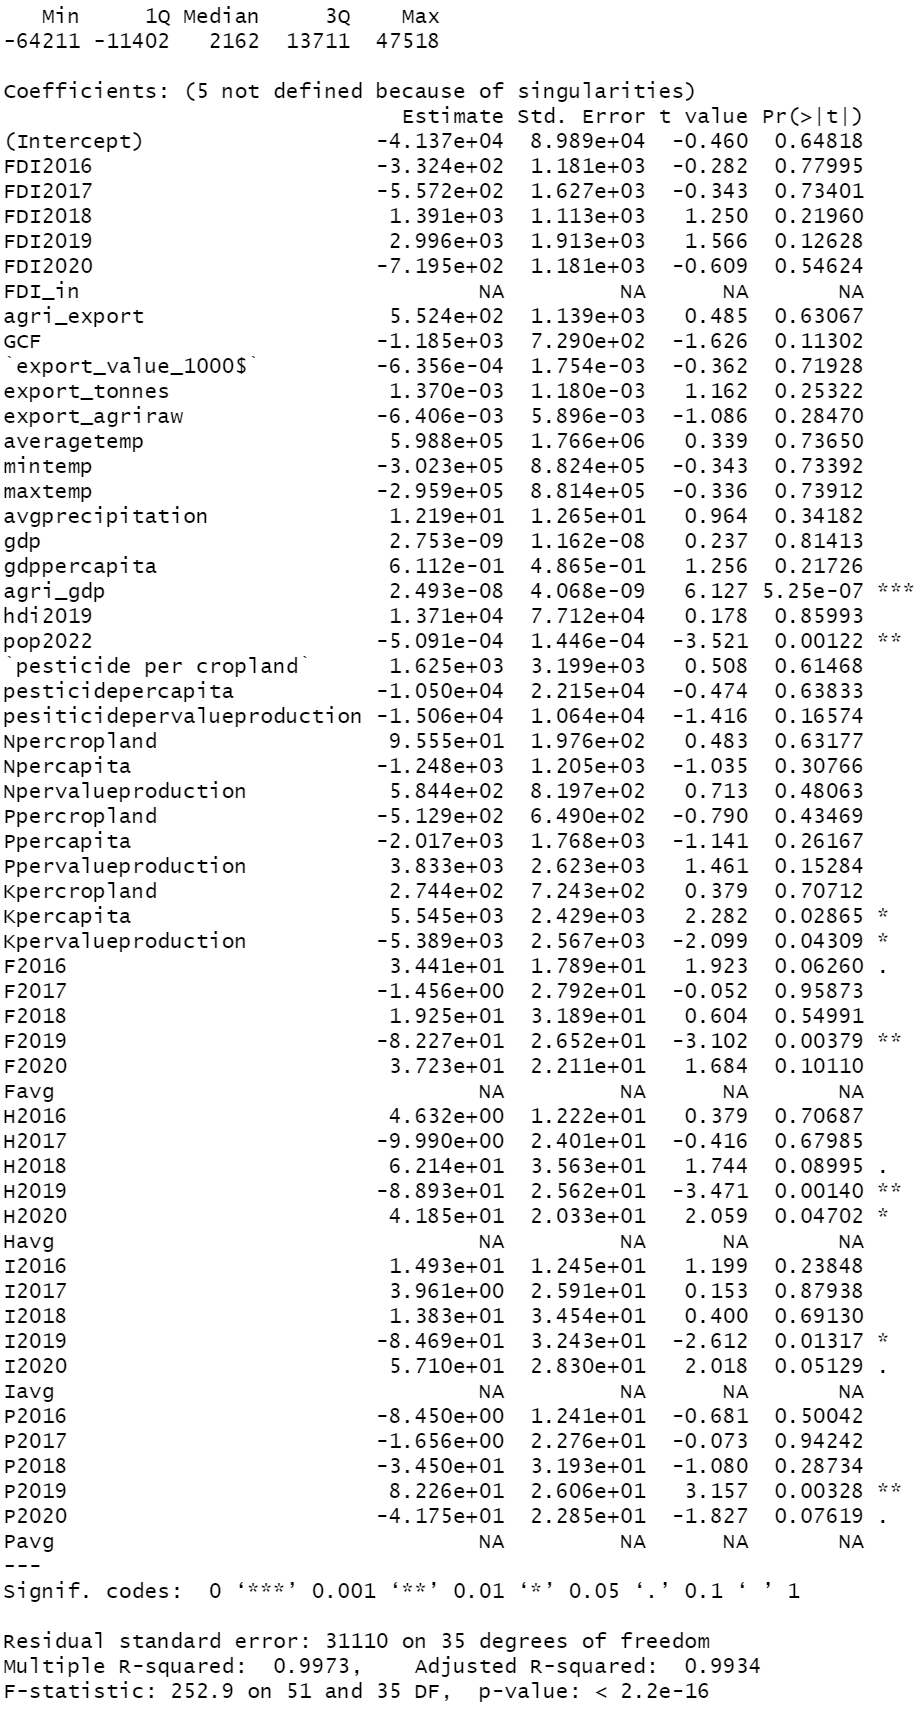 Min     1Q Median     3Q    Max
-64211 -11402   2162  13711  47518
Coefficients: (5 not defined because of singularities)
Estimate Std. Error t value Pr(>|t|)
(Intercept) -4.137e+04 8.989e+04 -0.460 0.64818
FDI2016 -3.324e+02 1.181e+03 -0.282 0.77995
FDI2017 -5.572e+02 1.627e+03 -0.343 0.73401
FDI2018 1.391e+03 1.113e+03 1.250 0.21960
FDI2019 2.996e+03 1.913e+03 1.566 0.12628
FDI2020 -7.195e+02 1.181e+03 -0.609 0.54624
FDI_in NA NA NA NA
agri_export 5.524e+02 1.139e+03 0.485 0.63067
GCF -1.185e+03 7.290e+02 -1.626 0.11302
`export_value_1000$` -6.356e-04 1.754e-03 -0.362 0.71928
export_tonnes 1.370e-03 1.180e-03 1.162 0.25322
export_agriraw -6.406e-03 5.896e-03 -1.086 0.28470
averagetemp 5.988e+05 1.766e+06 0.339 0.73650
mintemp -3.023e+05 8.824e+05 -0.343 0.73392
maxtemp -2.959e+05 8.814e+05 -0.336 0.73912
avgprecipitation 1.219e+01 1.265e+01 0.964 0.34182
gdp 2.753e-09 1.162e-08 0.237 0.81413
gdppercapita 6.112e-01 4.865e-01 1.256 0.21726
agri_gdp 2.493e-08 4.068e-09 6.127 5.25e-07 ***
hdi2019 1.371e+04 7.712e+04 0.178 0.85993
pop2022 -5.091e-04 1.446e-04 -3.521 0.00122 **
`pesticide per cropland` 1.625e+03 3.199e+03 0.508 0.61468
pesticidepercapita -1.050e+04 2.215e+04 -0.474 0.63833
pesiticidepervalueproduction -1.506e+04 1.064e+04 -1.416 0.16574
Npercropland 9.555e+01 1.976e+02 0.483 0.63177
Npercapita -1.248e+03 1.205e+03 -1.035 0.30766
Npervalueproduction 5.844e+02 8.197e+02 0.713 0.48063
Ppercropland -5.129e+02 6.490e+02 -0.790 0.43469
Ppercapita -2.017e+03 1.768e+03 -1.141 0.26167
Ppervalueproduction 3.833e+03 2.623e+03 1.461 0.15284
Kpercropland 2.744e+02 7.243e+02 0.379 0.70712
Kpercapita 5.545e+03 2.429e+03 2.282 0.02865 *
Kpervalueproduction -5.389e+03 2.567e+03 -2.099 0.04309 *
F2016 3.441e+01 1.789e+01 1.923 0.06260 .
F2017 -1.456e+00 2.792e+01 -0.052 0.95873
F2018 1.925e+01 3.189e+01 0.604 0.54991
F2019 -8.227e+01 2.652e+01 -3.102 0.00379 **
F2020 3.723e+01 2.211e+01 1.684 0.10110
Favg NA NA NA NA
H2016 4.632e+00 1.222e+01 0.379 0.70687
H2017 -9.990e+00 2.401e+01 -0.416 0.67985
H2018 6.214e+01 3.563e+01 1.744 0.08995 .
H2019 -8.893e+01 2.562e+01 -3.471 0.00140 **
H2020 4.185e+01 2.033e+01 2.059 0.04702 *
Havg NA NA NA NA
I2016 1.493e+01 1.245e+01 1.199 0.23848
I2017 3.961e+00 2.591e+01 0.153 0.87938
I2018 1.383e+01 3.454e+01 0.400 0.69130
I2019 -8.469e+01 3.243e+01 -2.612 0.01317 *
I2020 5.710e+01 2.830e+01 2.018 0.05129 .
Iavg NA NA NA NA
P2016 -8.450e+00 1.241e+01 -0.681 0.50042
P2017 -1.656e+00 2.276e+01 -0.073 0.94242
P2018 -3.450e+01 3.193e+01 -1.080 0.28734
P2019 8.226e+01 2.606e+01 3.157 0.00328 **
P2020 -4.175e+01 2.285e+01 -1.827 0.07619 .
Pavg NA NA NA NA
---
Signif. codes:  0 ‘***’ 0.001 ‘**’ 0.01 ‘*’ 0.05 ‘.’ 0.1 ‘ ’ 1
Residual standard error: 31110 on 35 degrees of freedom
Multiple R-squared:  0.9973,    Adjusted R-squared:  0.9934
F-statistic: 252.9 on 51 and 35 DF,  p-value: < 2.2e-16